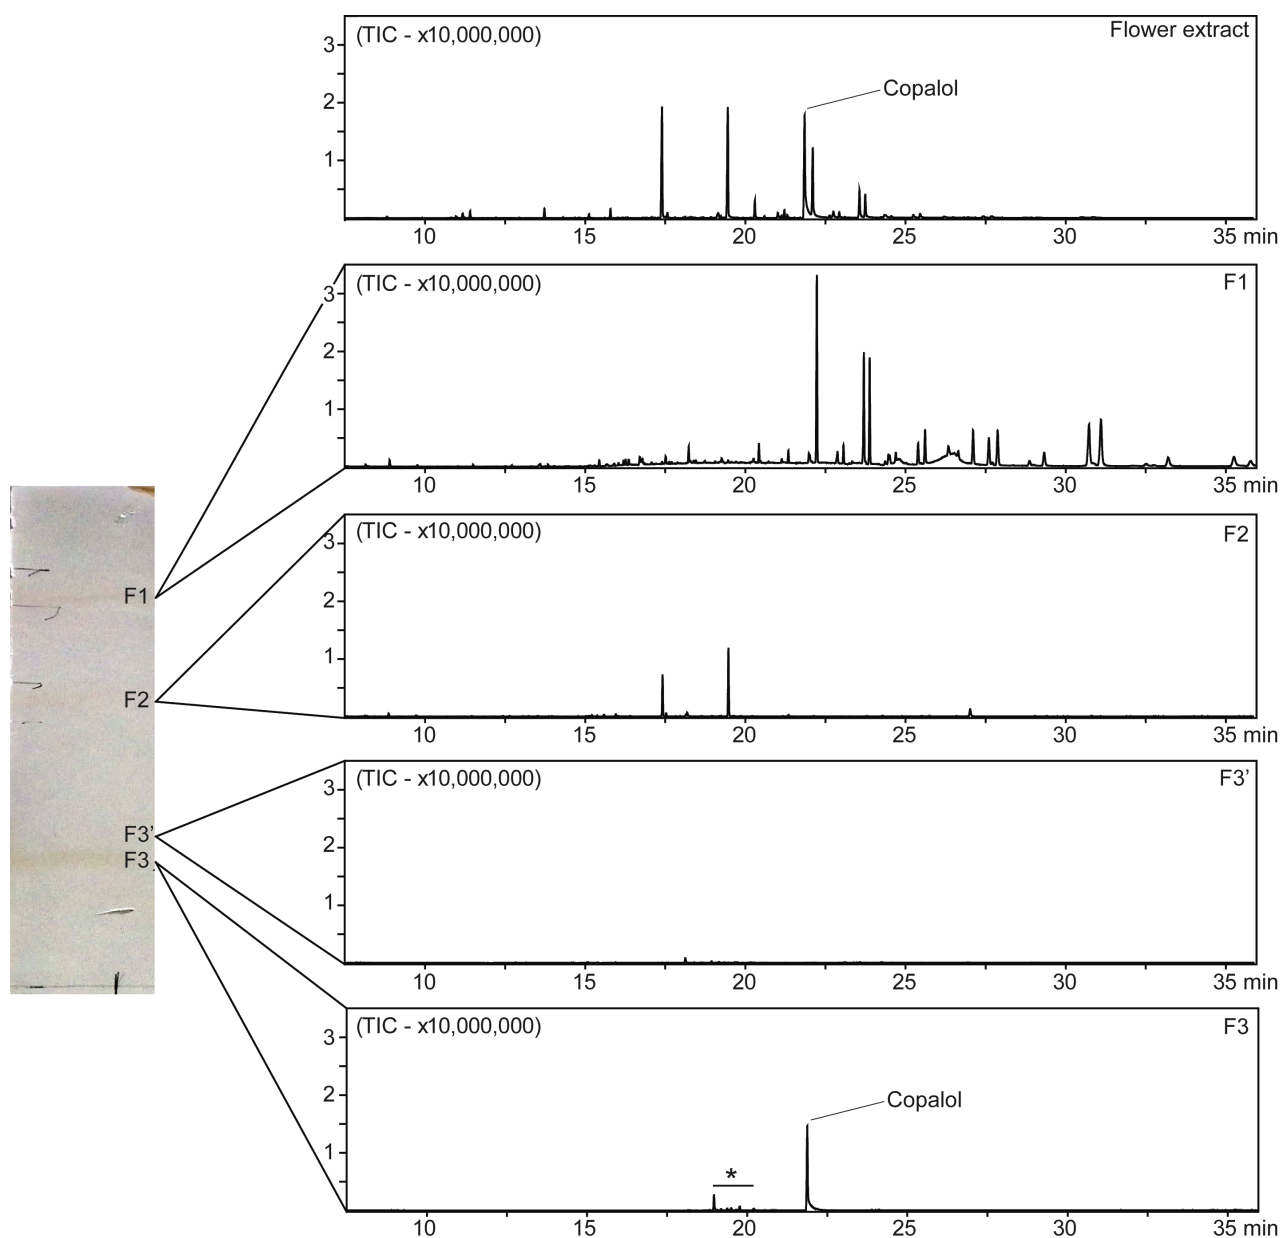 (TIC - x10,000,000)
Flower extract
3
2
1
Copalol
10 15 20 25 30 35 min
(TIC - x10,000,000)
F1
3
2
1
10 15 20 25 30 35 min
(TIC - x10,000,000)
F2
3
2
1
10 15 20 25 30 35 min
(TIC - x10,000,000)
F3’
3
2
1
10 15 20 25 30 35 min
(TIC - x10,000,000)
F3
3
2
1
*
Copalol
10 15 20 25 30 35 min
F1
F2
F3’
F3